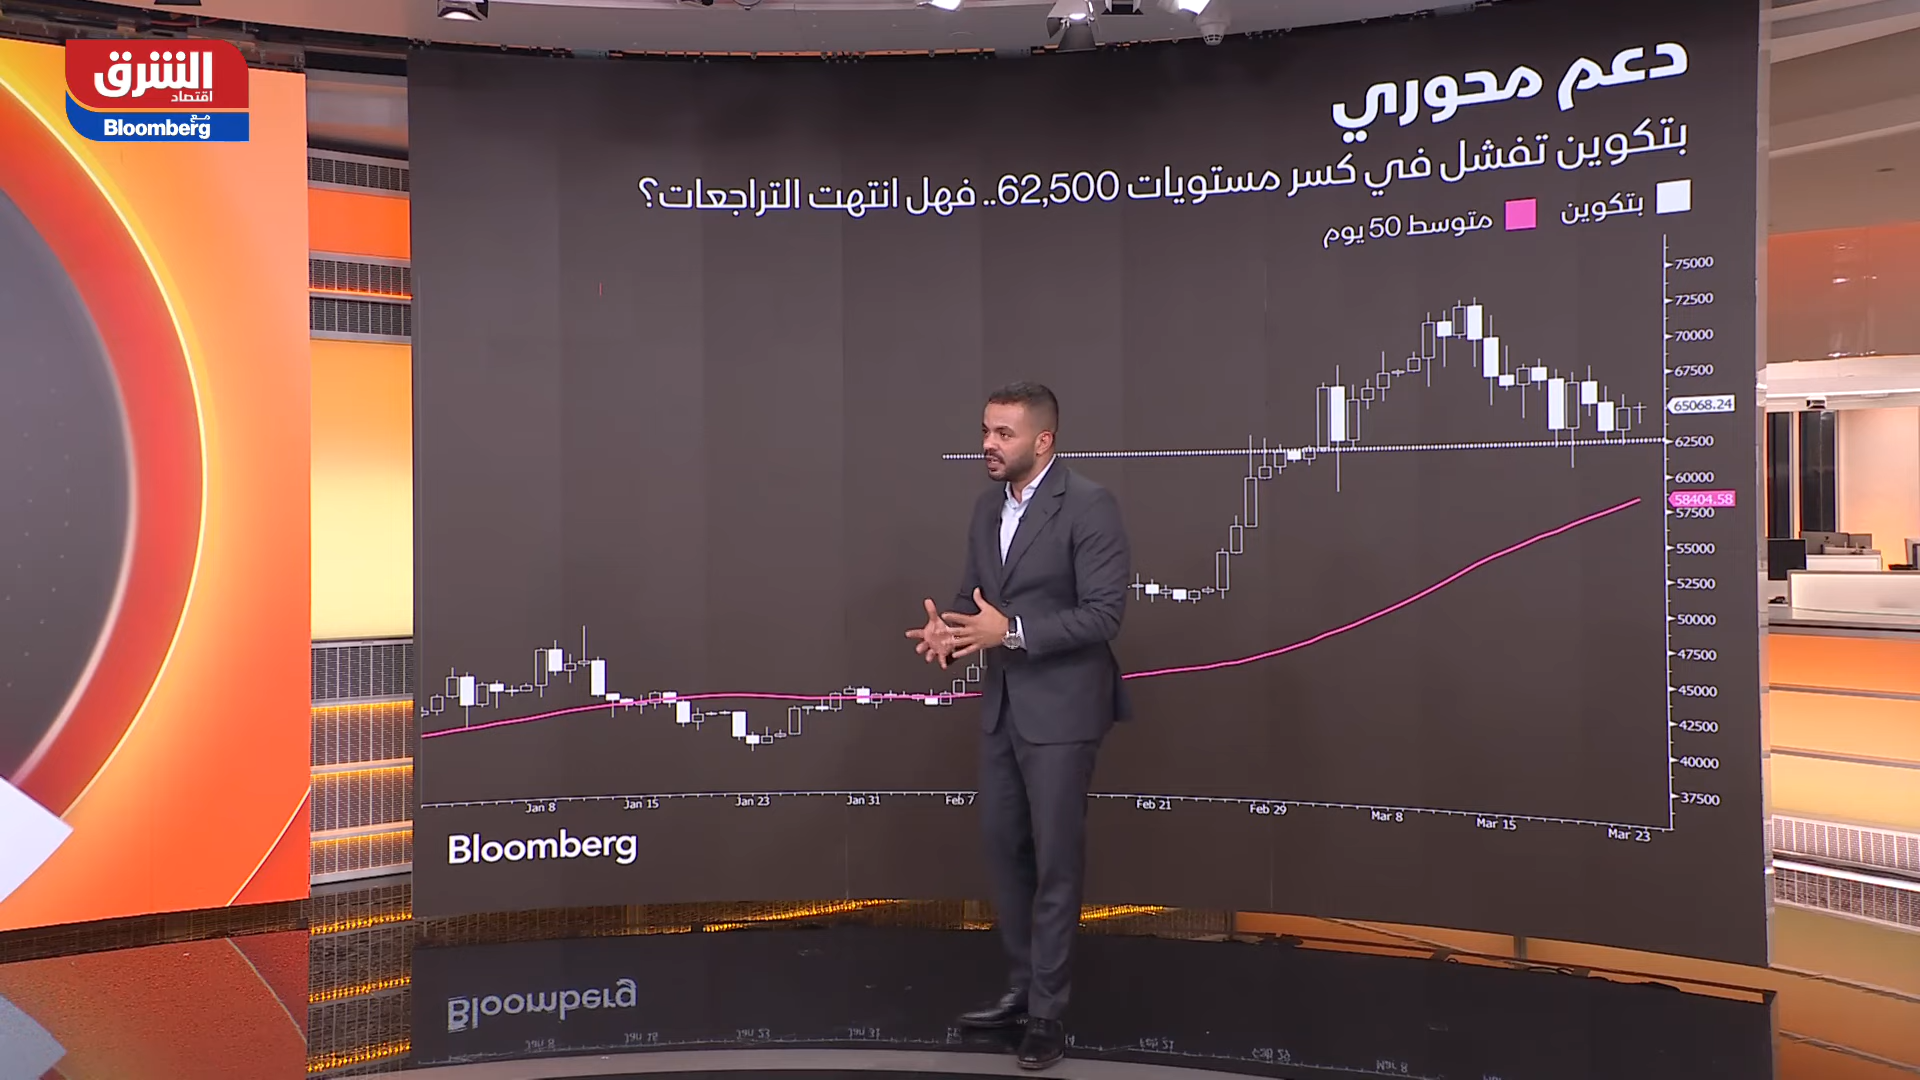 الشرق
اقتصاد
مع
Bloomberg
دعم محوري
بتكوين تفشل في كسر مستويات 62,500.. فهل انتهت التراجعات؟
بتكوين
متوسط 50 يوم
75000
72500
70000
67500
65068.24
62500
60000
58404.58
57500
55000
52500
50000
47500
45000
42500
40000
37500
Jan 8
Jan 15
Jan 23
Jan 31
Feb 7
Feb 21
Feb 29
Mar 8
Mar 15
Mar 23
Bloomberg